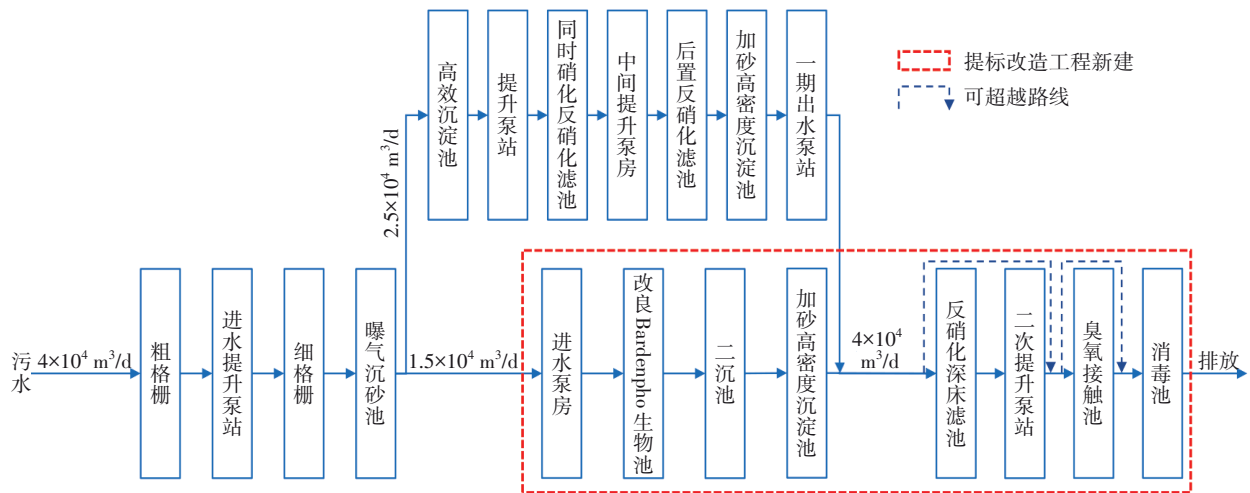 高效沉淀池
提升泵站
同时硝化反硝化滤池
中间提升泵房
后置反硝化滤池
加砂高密度沉淀池
一期出水泵站
提标改造工程新建
可超越路线
2.5×10⁴ m³/d
污水
4×10⁴ m³/d
粗格栅
进水提升泵站
细格栅
曝气沉砂池
1.5×10⁴ m³/d
进水泵房
改良Bardenpho生物池
二沉池
加砂高密度沉淀池
4×10⁴
m³/d
反硝化深床滤池
二次提升泵站
臭氧接触池
消毒池
排放